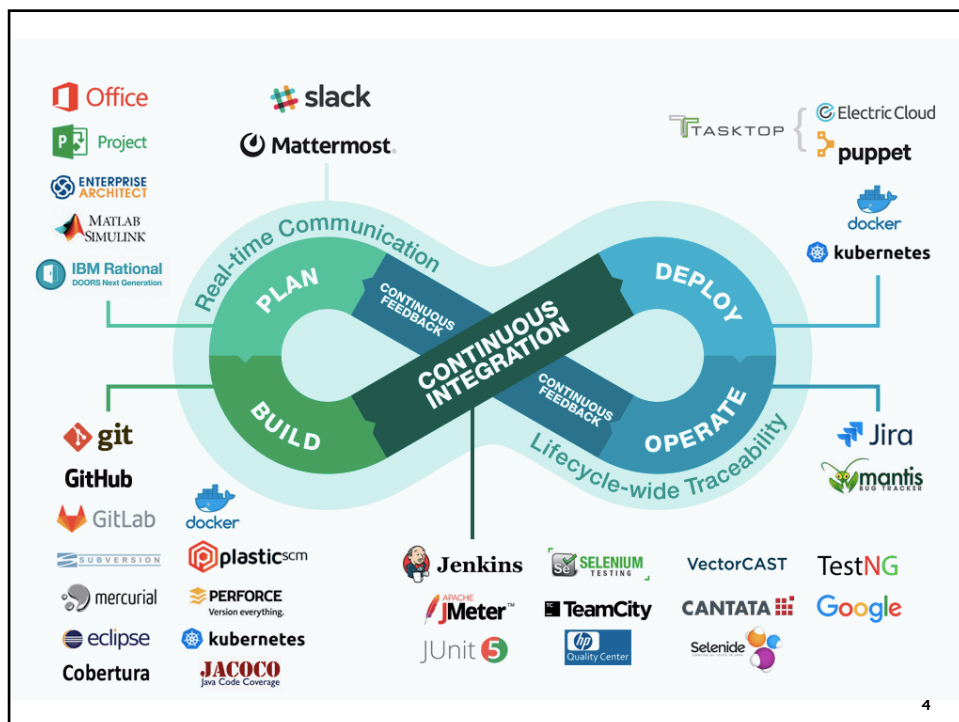 Office
Project
ENTERPRISE
ARCHITECT
MATLAB
SIMULINK
IBM Rational
DOORS Next Generation
slack
Mattermost
TASKTOP
Electric Cloud
puppet
docker
kubernetes
Real-time Communication
PLAN
CONTINUOUS
FEEDBACK
CONTINUOUS
INTEGRATION
DEPLOY
BUILD
CONTINUOUS
FEEDBACK
OPERATE
Lifecycle-wide Traceability
git
GitHub
GitLab
SUBVERSION
mercurial
eclipse
Cobertura
docker
plasticscm
PERFORCE
Version everything.
kubernetes
JACOCO
Java Code Coverage
Jenkins
APACHE
JMeter™
JUnit 5
Se SELENIUM
TESTING
TC TeamCity
hp
Quality Center
VectorCAST
CANTATA
Selenide
TestNG
Google
Jira
mantis
BUG TRACKER
4